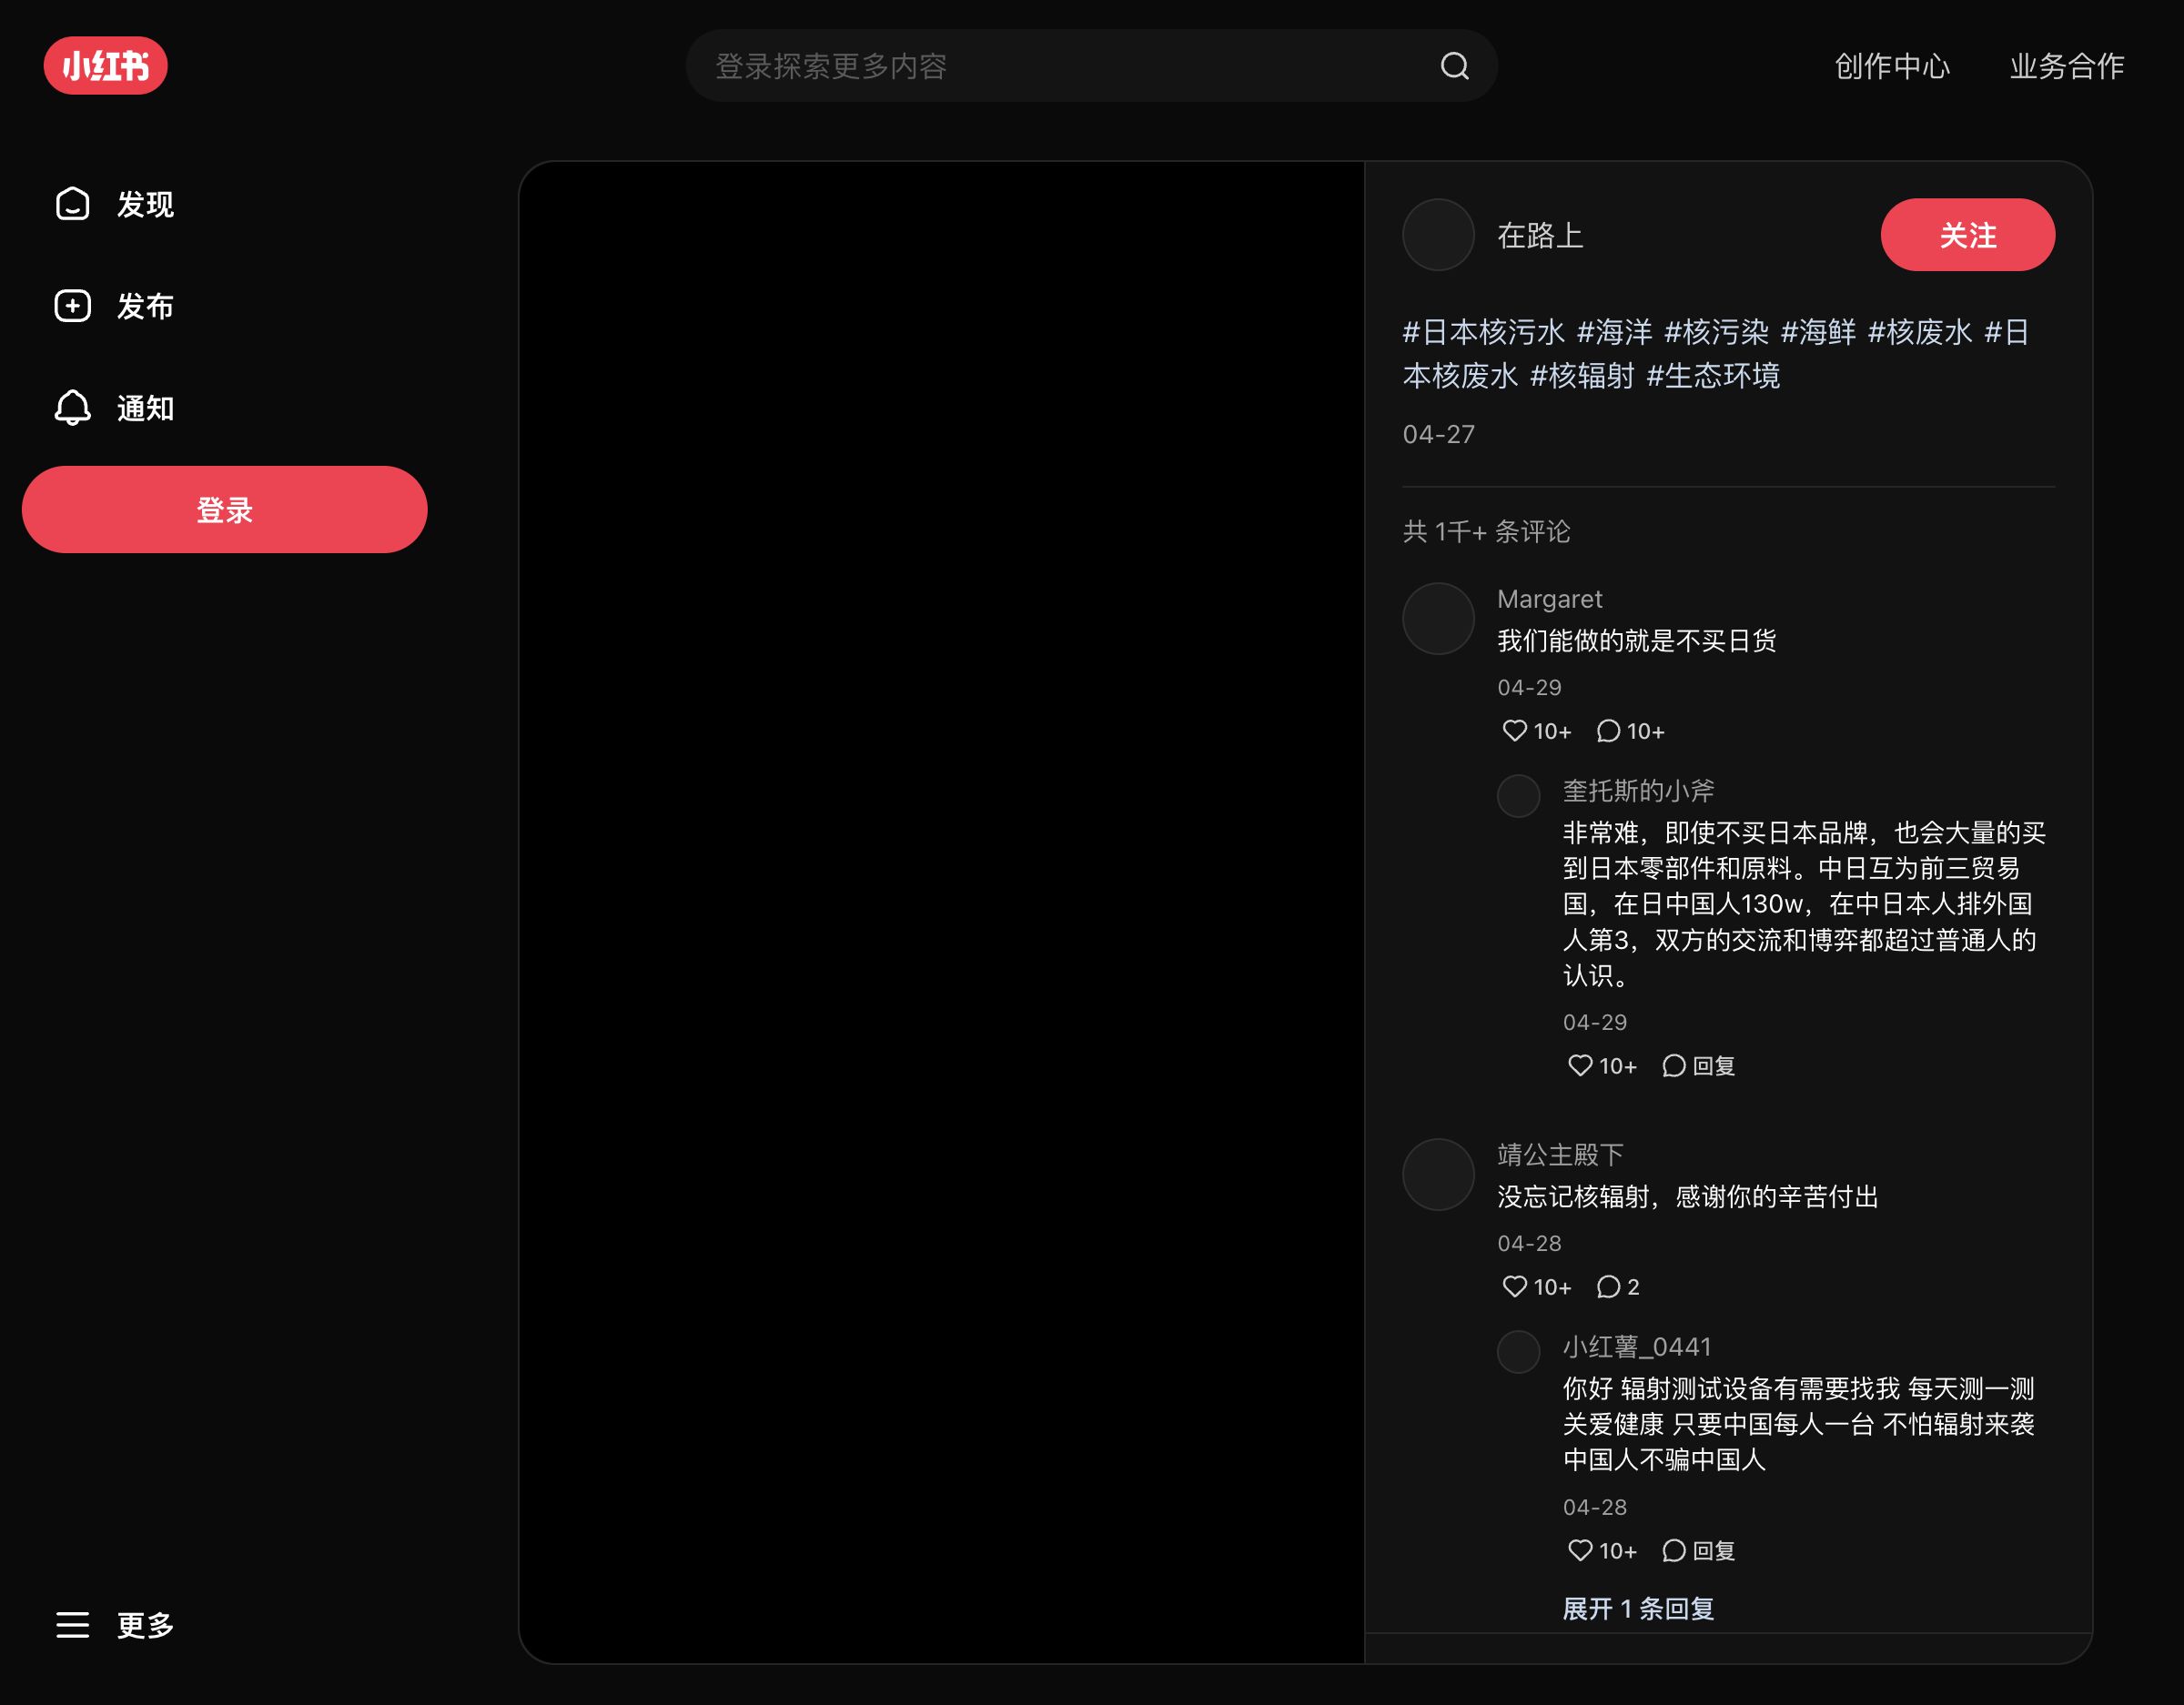 小红书
登录探索更多内容
创作中心
业务合作
发现
发布
通知
登录
更多
在路上
关注
#日本核污水 #海洋 #核污染 #海鲜 #核废水 #日
本核废水 #核辐射 #生态环境
04-27
共 1千+ 条评论
Margaret
我们能做的就是不买日货
04-29
10+ 10+
奎托斯的小斧
非常难，即使不买日本品牌，也会大量的买
到日本零部件和原料。中日互为前三贸易
国，在日中国人130w，在中日本人排外国
人第3，双方的交流和博弈都超过普通人的
认识。
04-29
10+ 回复
靖公主殿下
没忘记核辐射，感谢你的辛苦付出
04-28
10+ 2
小红薯_0441
你好 辐射测试设备有需要找我 每天测一测
关爱健康 只要中国每人一台 不怕辐射来袭
中国人不骗中国人
04-28
10+ 回复
展开 1 条回复